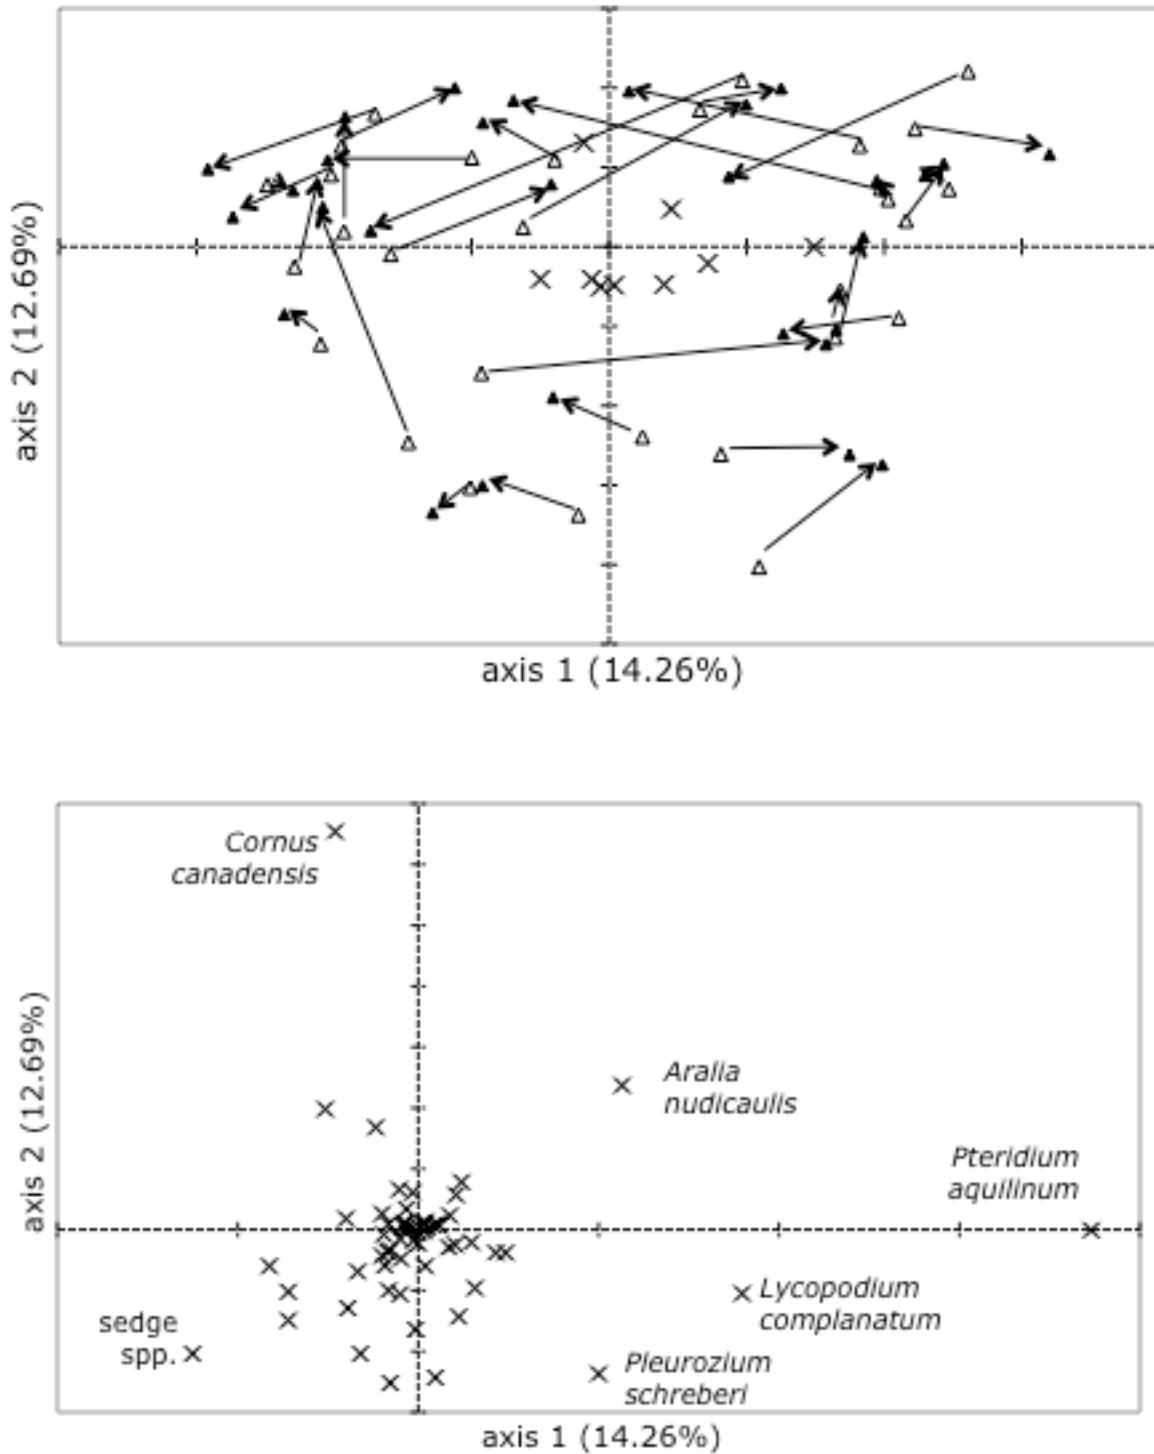 axis 2 (12.69%)
axis 1 (14.26%)
Cornus
canadensis
Aralia
nudicaulis
Pteridium
aquilinum
axis 2 (12.69%)
Lycopodium
complanatum
sedge
spp.
Pleurozium
schreberi
axis 1 (14.26%)